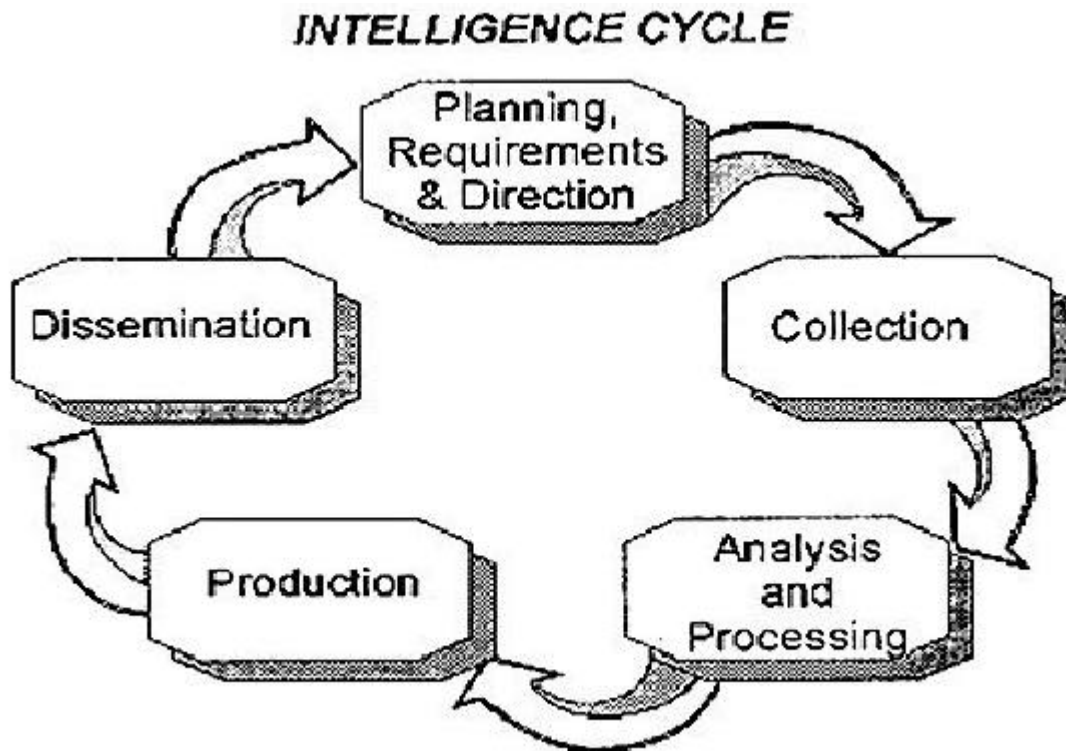 INTELLIGENCE CYCLE
Planning,
Requirements
& Direction
Collection
Analysis
and
Processing
Production
Dissemination